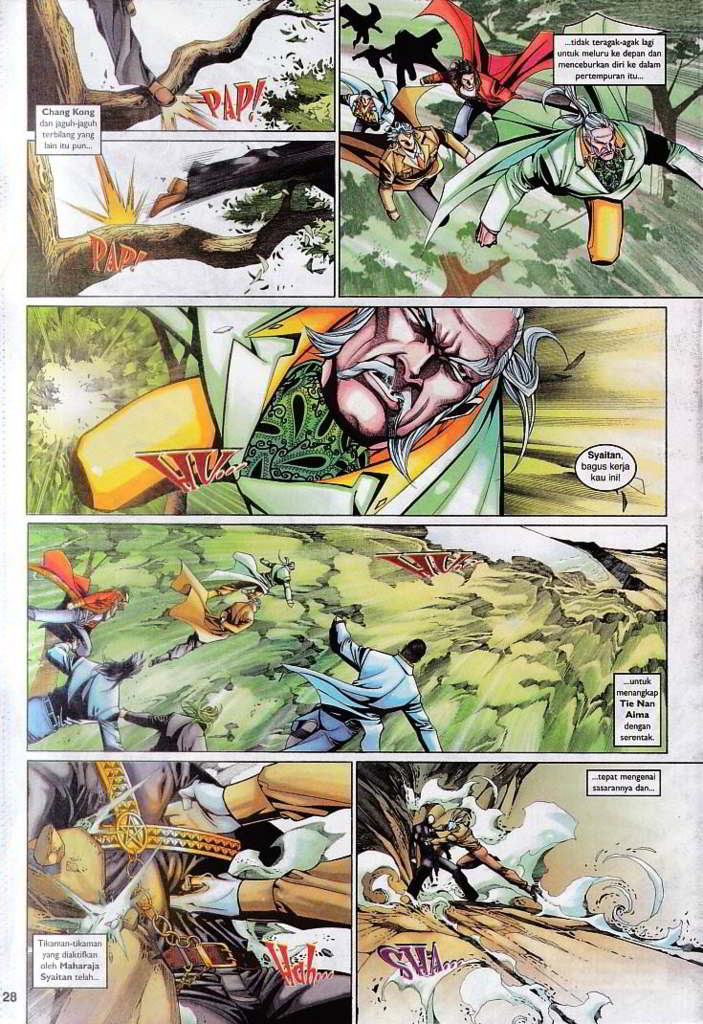 PAP!
Chang Kong
dan jaguh-jaguh
terbilang yang
lain itu pun...
PAP!
...tidak teragak-agak lagi
untuk meluru ke depan dan
menceburkan diri ke dalam
pertempuran itu...
Syaitan,
bagus kerja
kau ini!
...untuk
menangkap
Tie Nan
Aima
dengan
serentak.
Tikaman-tikaman
yang diaktifkan
oleh Maharaja
Syaitan telah...
Hah...
...tepat mengenai
sasarannya dan...
SHA...
28